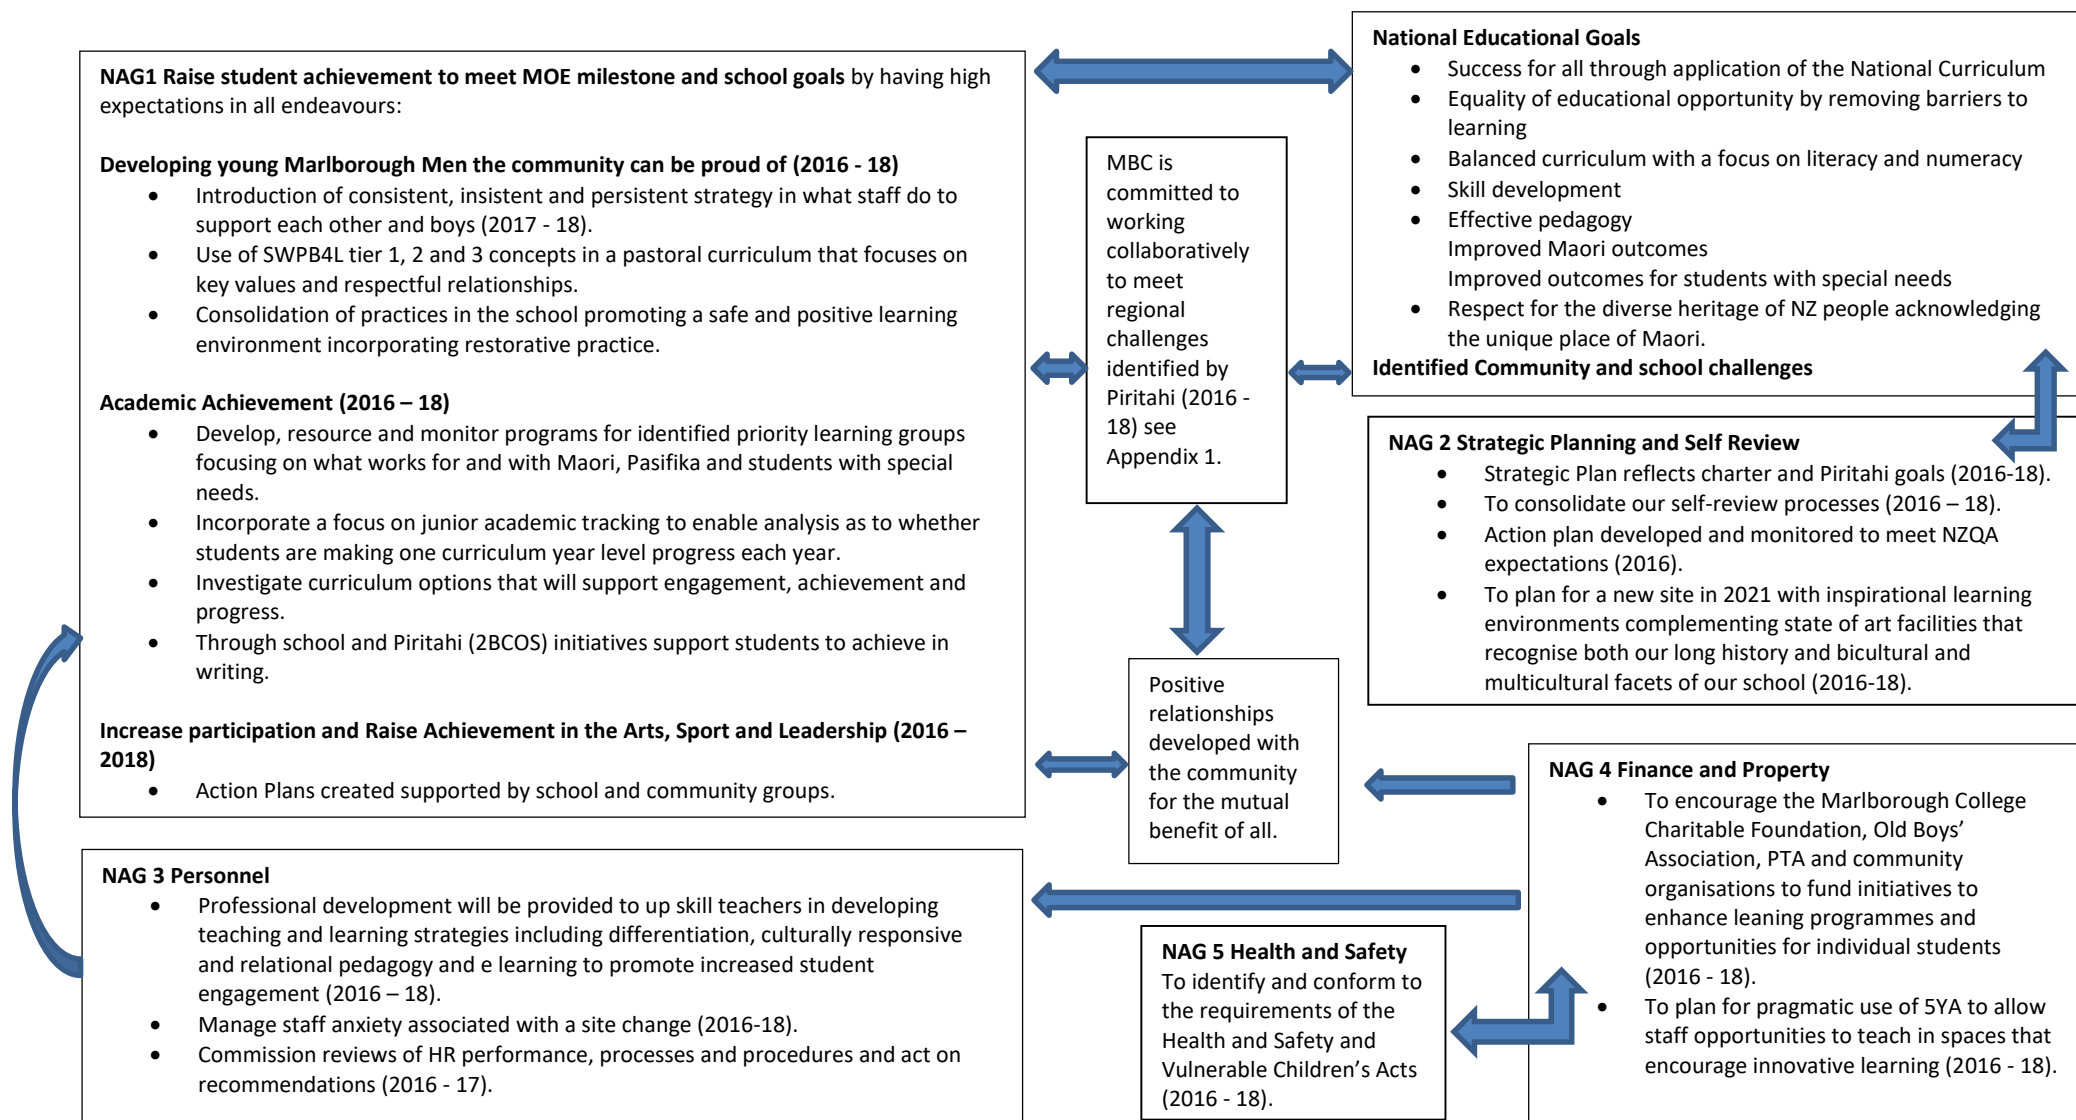 NAG1 Raise student achievement to meet MOE milestone and school goals by having high
expectations in all endeavours:
Developing young Marlborough Men the community can be proud of (2016 - 18)
• Introduction of consistent, insistent and persistent strategy in what staff do to
support each other and boys (2017 - 18).
• Use of SWPB4L tier 1, 2 and 3 concepts in a pastoral curriculum that focuses on
key values and respectful relationships.
• Consolidation of practices in the school promoting a safe and positive learning
environment incorporating restorative practice.
Academic Achievement (2016 – 18)
• Develop, resource and monitor programs for identified priority learning groups
focusing on what works for and with Maori, Pasifika and students with special
needs.
• Incorporate a focus on junior academic tracking to enable analysis as to whether
students are making one curriculum year level progress each year.
• Investigate curriculum options that will support engagement, achievement and
progress.
• Through school and Piritahi (2BCOS) initiatives support students to achieve in
writing.
Increase participation and Raise Achievement in the Arts, Sport and Leadership (2016 –
2018)
• Action Plans created supported by school and community groups.
NAG 3 Personnel
• Professional development will be provided to up skill teachers in developing
teaching and learning strategies including differentiation, culturally responsive
and relational pedagogy and e learning to promote increased student
engagement (2016 – 18).
• Manage staff anxiety associated with a site change (2016-18).
• Commission reviews of HR performance, processes and procedures and act on
recommendations (2016 - 17).
MBC is
committed to
working
collaboratively
to meet
regional
challenges
identified by
Piritahi (2016 -
18) see
Appendix 1.
Positive
relationships
developed with
the community
for the mutual
benefit of all.
NAG 5 Health and Safety
To identify and conform to
the requirements of the
Health and Safety and
Vulnerable Children’s Acts
(2016 - 18).
National Educational Goals
• Success for all through application of the National Curriculum
• Equality of educational opportunity by removing barriers to
learning
• Balanced curriculum with a focus on literacy and numeracy
• Skill development
• Effective pedagogy
Improved Maori outcomes
Improved outcomes for students with special needs
• Respect for the diverse heritage of NZ people acknowledging
the unique place of Maori.
Identified Community and school challenges
NAG 2 Strategic Planning and Self Review
• Strategic Plan reflects charter and Piritahi goals (2016-18).
• To consolidate our self-review processes (2016 – 18).
• Action plan developed and monitored to meet NZQA
expectations (2016).
• To plan for a new site in 2021 with inspirational learning
environments complementing state of art facilities that
recognise both our long history and bicultural and
multicultural facets of our school (2016-18).
NAG 4 Finance and Property
• To encourage the Marlborough College
Charitable Foundation, Old Boys’
Association, PTA and community
organisations to fund initiatives to
enhance leaning programmes and
opportunities for individual students
(2016 - 18).
• To plan for pragmatic use of 5YA to allow
staff opportunities to teach in spaces that
encourage innovative learning (2016 - 18).